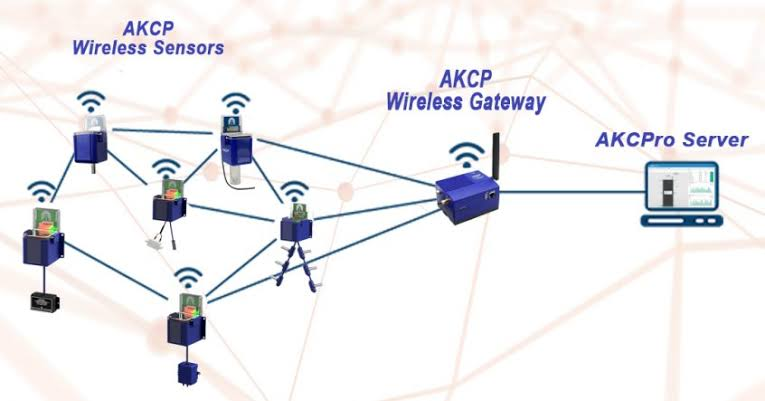 AKCP
Wireless Sensors
AKCP
Wireless Gateway
AKCPro Server